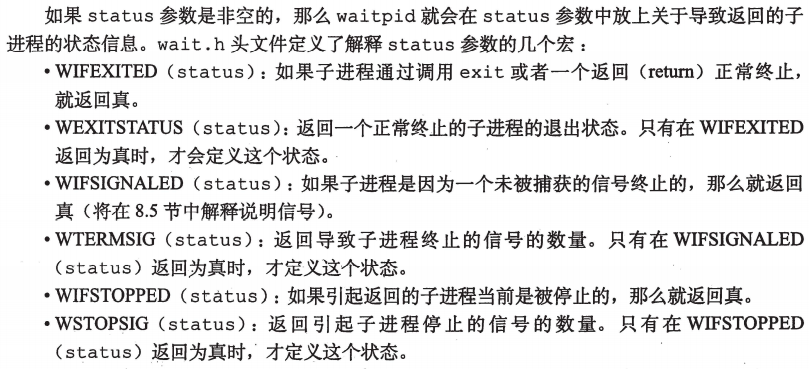 如果 status 参数是非空的，那么 waitpid 就会在 status 参数中放上关于导致返回的子
进程的状态信息。wait.h 头文件定义了解释 status 参数的几个宏：
• WIFEXITED（status）：如果子进程通过调用 exit 或者一个返回（return）正常终止，
就返回真。
• WEXITSTATUS（status）：返回一个正常终止的子进程的退出状态。只有在 WIFEXITED
返回为真时，才会定义这个状态。
• WIFSIGNALED（status）：如果子进程是因为一个未被捕获的信号终止的，那么就返回
真（将在 8.5 节中解释说明信号）。
• WTERMSIG（status）：返回导致子进程终止的信号的数量。只有在 WIFSIGNALED
（status）返回为真时，才定义这个状态。
• WIFSTOPPED（status）：如果引起返回的子进程当前是被停止的，那么就返回真。
• WSTOPSIG（status）：返回引起子进程停止的信号的数量。只有在 WIFSTOPPED
（status）返回为真时，才定义这个状态。